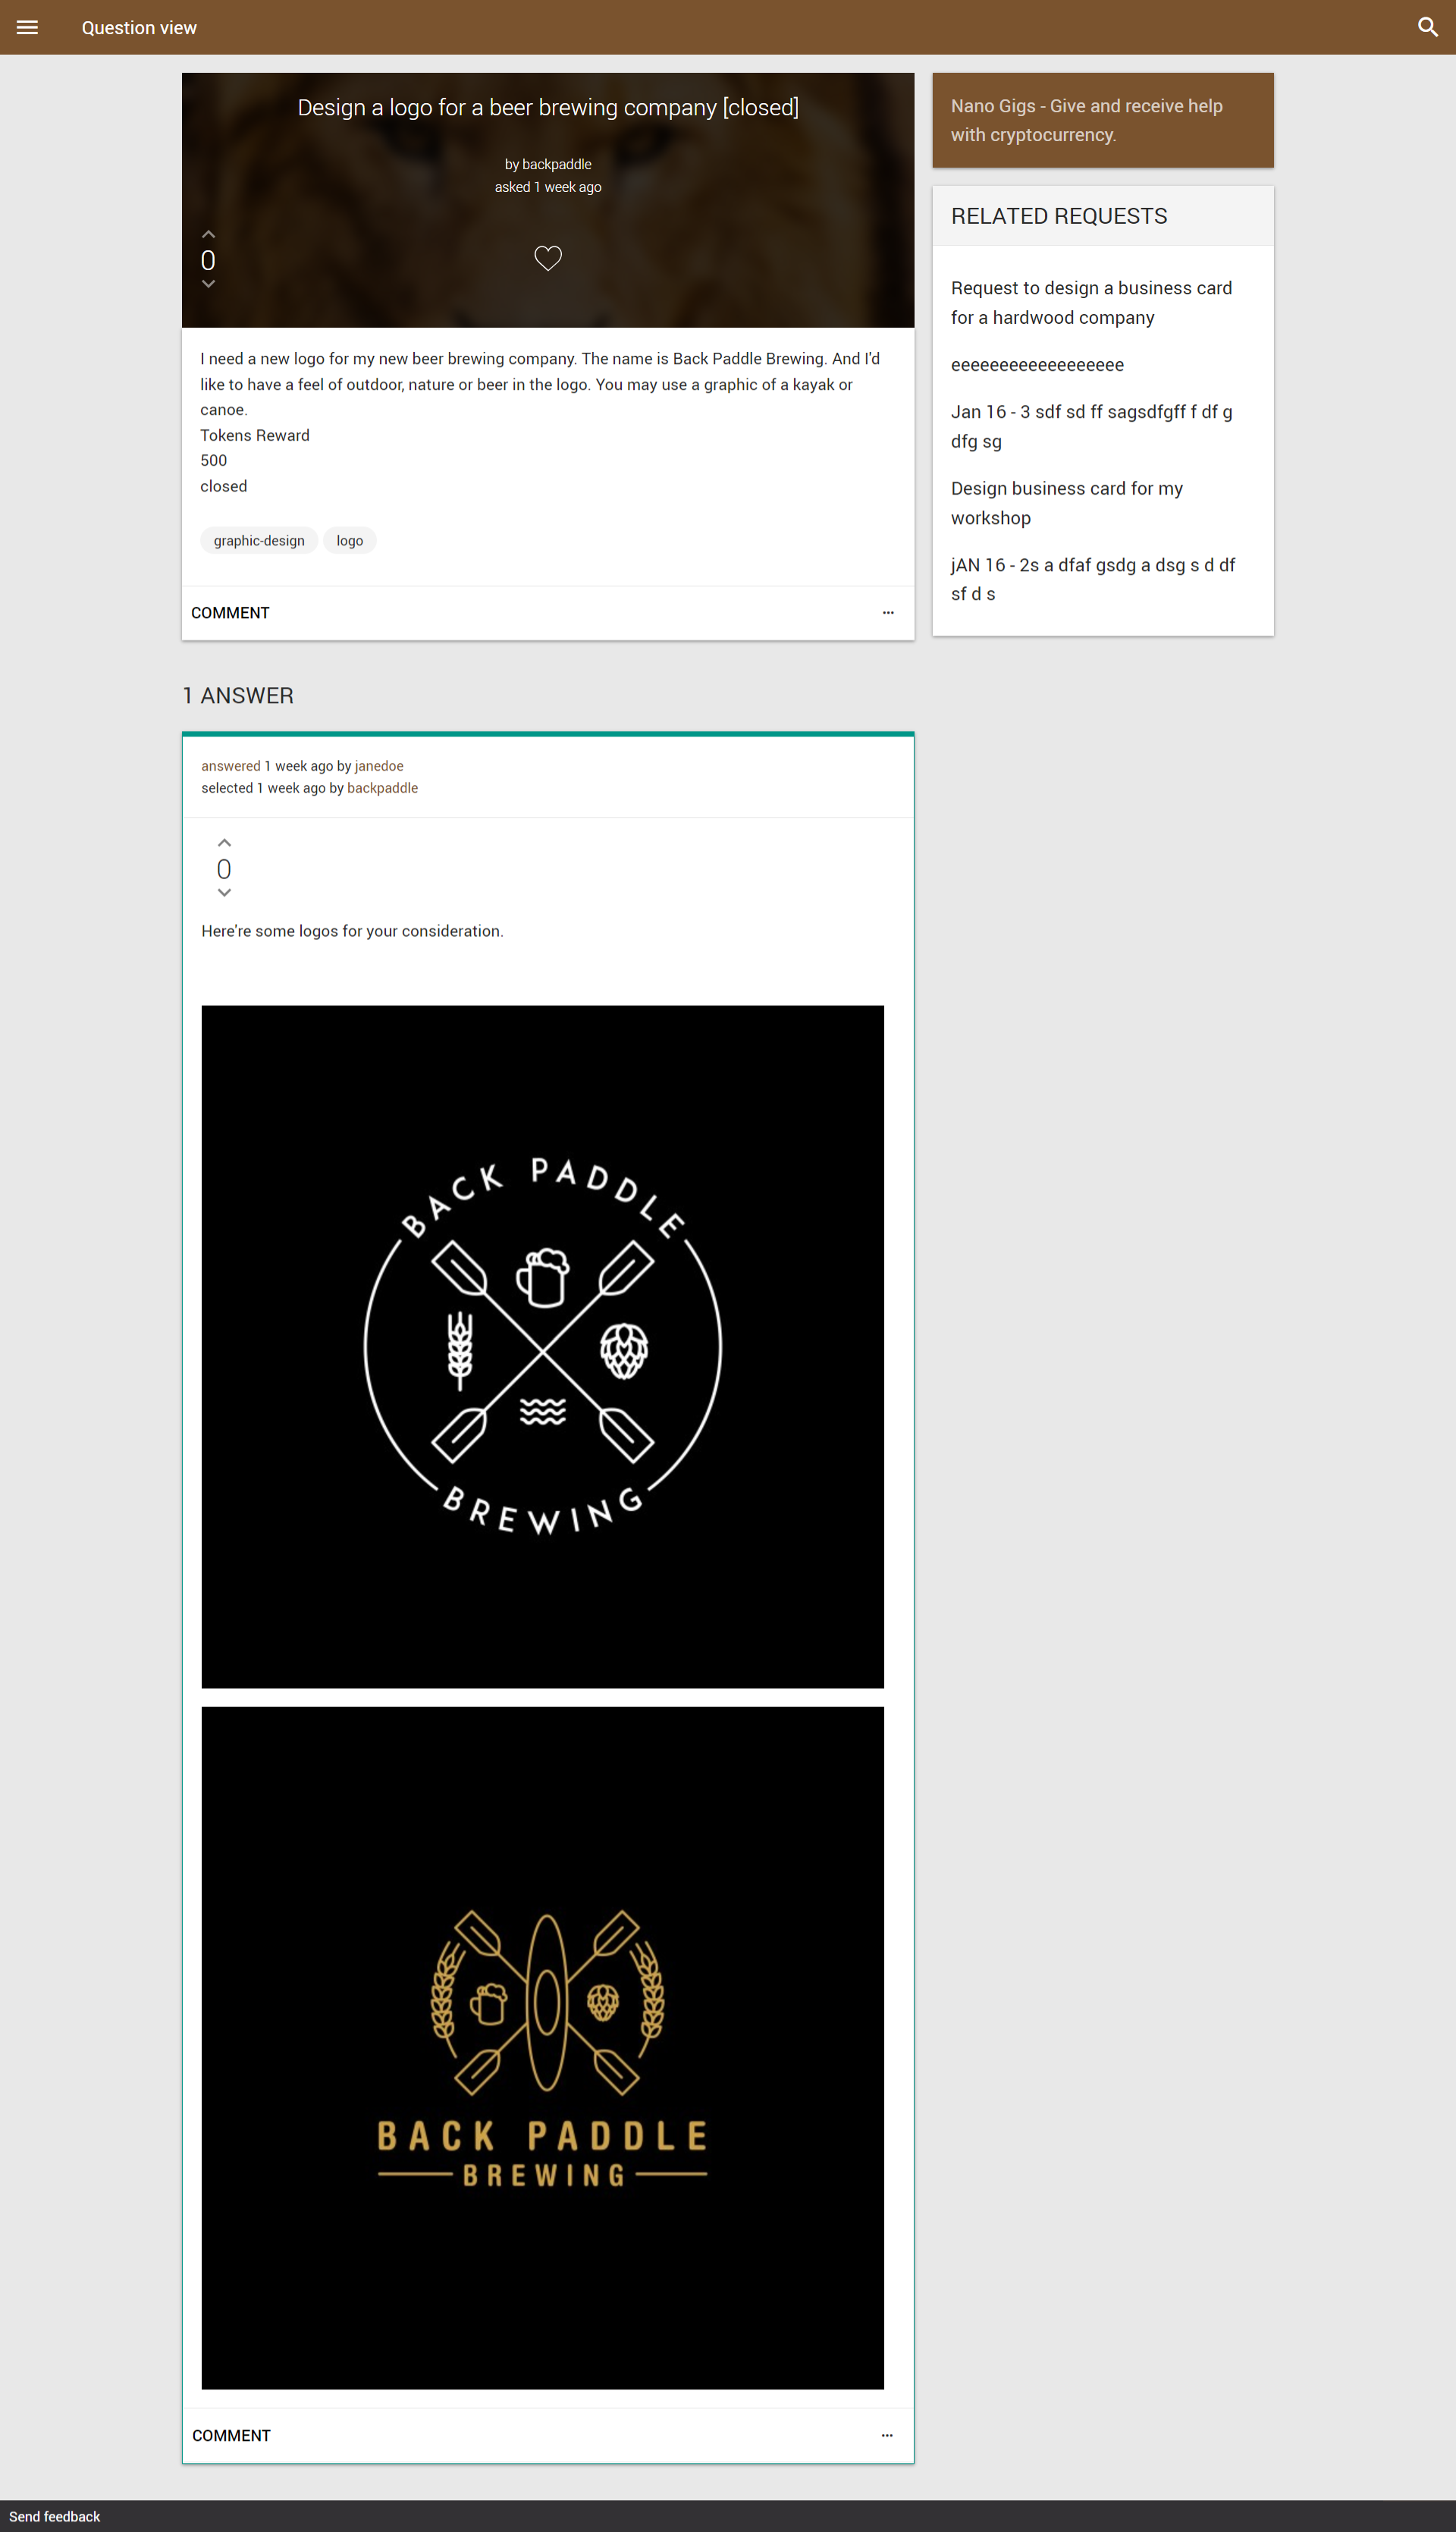 Question view
Design a logo for a beer brewing company [closed]
by backpaddle
asked 1 week ago
0
I need a new logo for my new beer brewing company. The name is Back Paddle Brewing. And I'd
like to have a feel of outdoor, nature or beer in the logo. You may use a graphic of a kayak or
canoe.
Tokens Reward
500
closed
graphic-design logo
COMMENT
Nano Gigs - Give and receive help
with cryptocurrency.
RELATED REQUESTS
Request to design a business card
for a hardwood company
eeeeeeeeeeeeeeeeee
Jan 16 - 3 sdf sd ff sagsdfgff f df g
dfg sg
Design business card for my
workshop
jAN 16 - 2s a dfaf gsdg a dsg s d df
sf d s
1 ANSWER
answered 1 week ago by janedoe
selected 1 week ago by backpaddle
0
Here're some logos for your consideration.
BACK PADDLE
BREWING
BACK PADDLE
BREWING
COMMENT
Send feedback